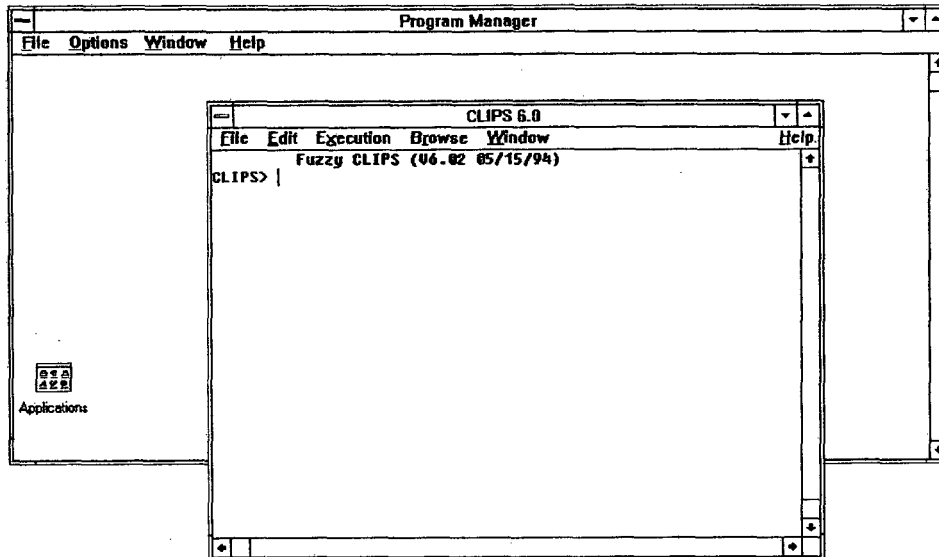 Program Manager
File Options Window Help
CLIPS 6.0
File Edit Execution Browse Window Help
Fuzzy CLIPS (V6.02 05/15/94)
CLIPS>
Applications